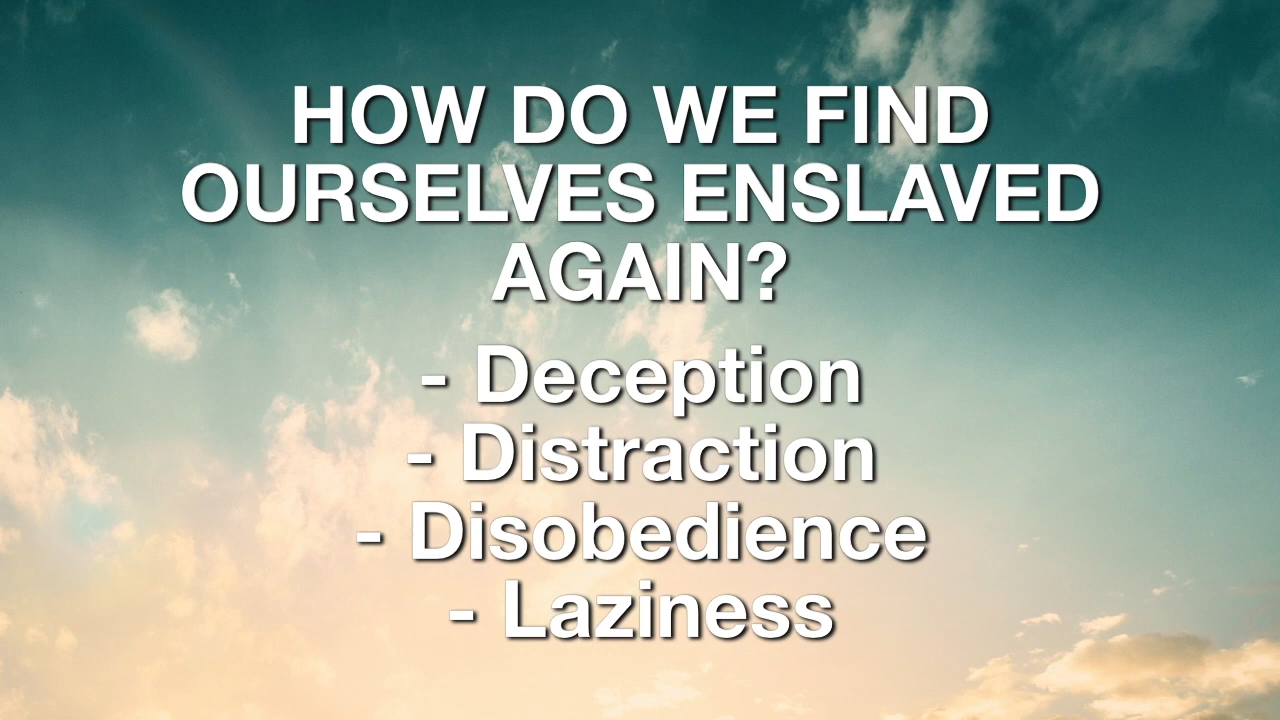 HOW DO WE FIND
OURSELVES ENSLAVED
AGAIN?
- Deception
- Distraction
- Disobedience
- Laziness